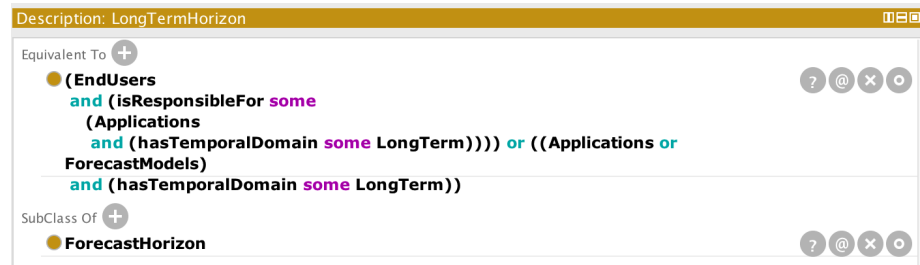 Description: LongTermHorizon
Equivalent To +
(EndUsers
and (isResponsibleFor some
(Applications
and (hasTemporalDomain some LongTerm)))) or ((Applications or
ForecastModels)
and (hasTemporalDomain some LongTerm))
? @
SubClass Of +
ForecastHorizon
? @